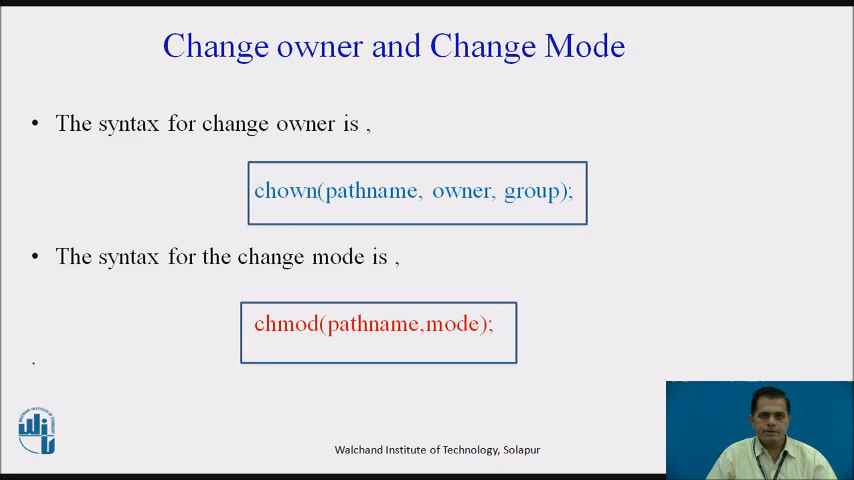 Change owner and Change Mode
• The syntax for change owner is ,
chown(pathname, owner, group);
• The syntax for the change mode is ,
chmod(pathname,mode);
.
Walchand Institute of Technology, Solapur